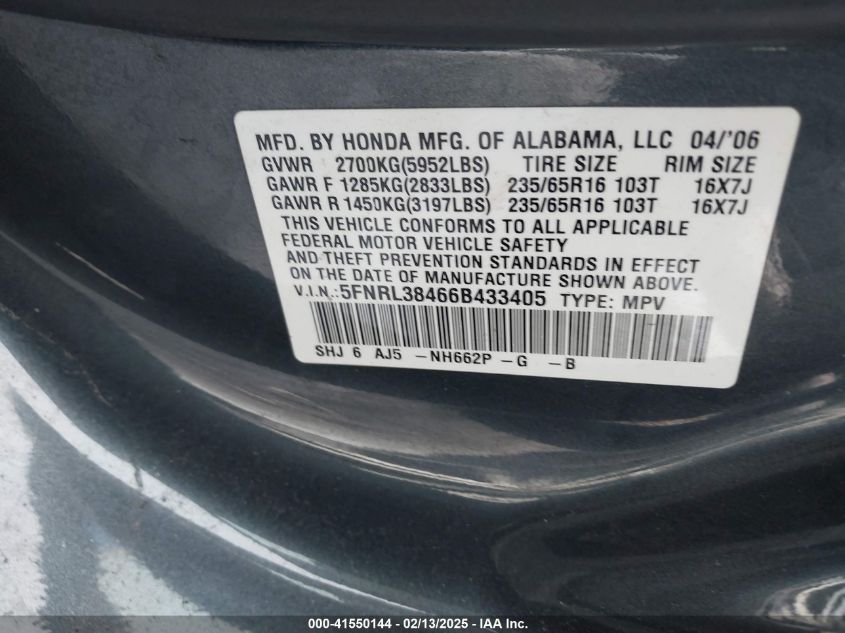 MFD. BY HONDA MFG. OF ALABAMA, LLC 04/'06
GVWR 2700KG(5952LBS) TIRE SIZE RIM SIZE
GAWR F 1285KG(2833LBS) 235/65R16 103T 16X7J
GAWR R 1450KG(3197LBS) 235/65R16 103T 16X7J
THIS VEHICLE CONFORMS TO ALL APPLICABLE
FEDERAL MOTOR VEHICLE SAFETY
AND THEFT PREVENTION STANDARDS IN EFFECT
ON THE DATE OF MANUFACTURE SHOWN ABOVE.
V.I.N.:5FNRL38466B433405 TYPE: MPV
SHJ 6 AJ5 -NH662P -G -B
000-41550144 - 02/13/2025 - IAA Inc.